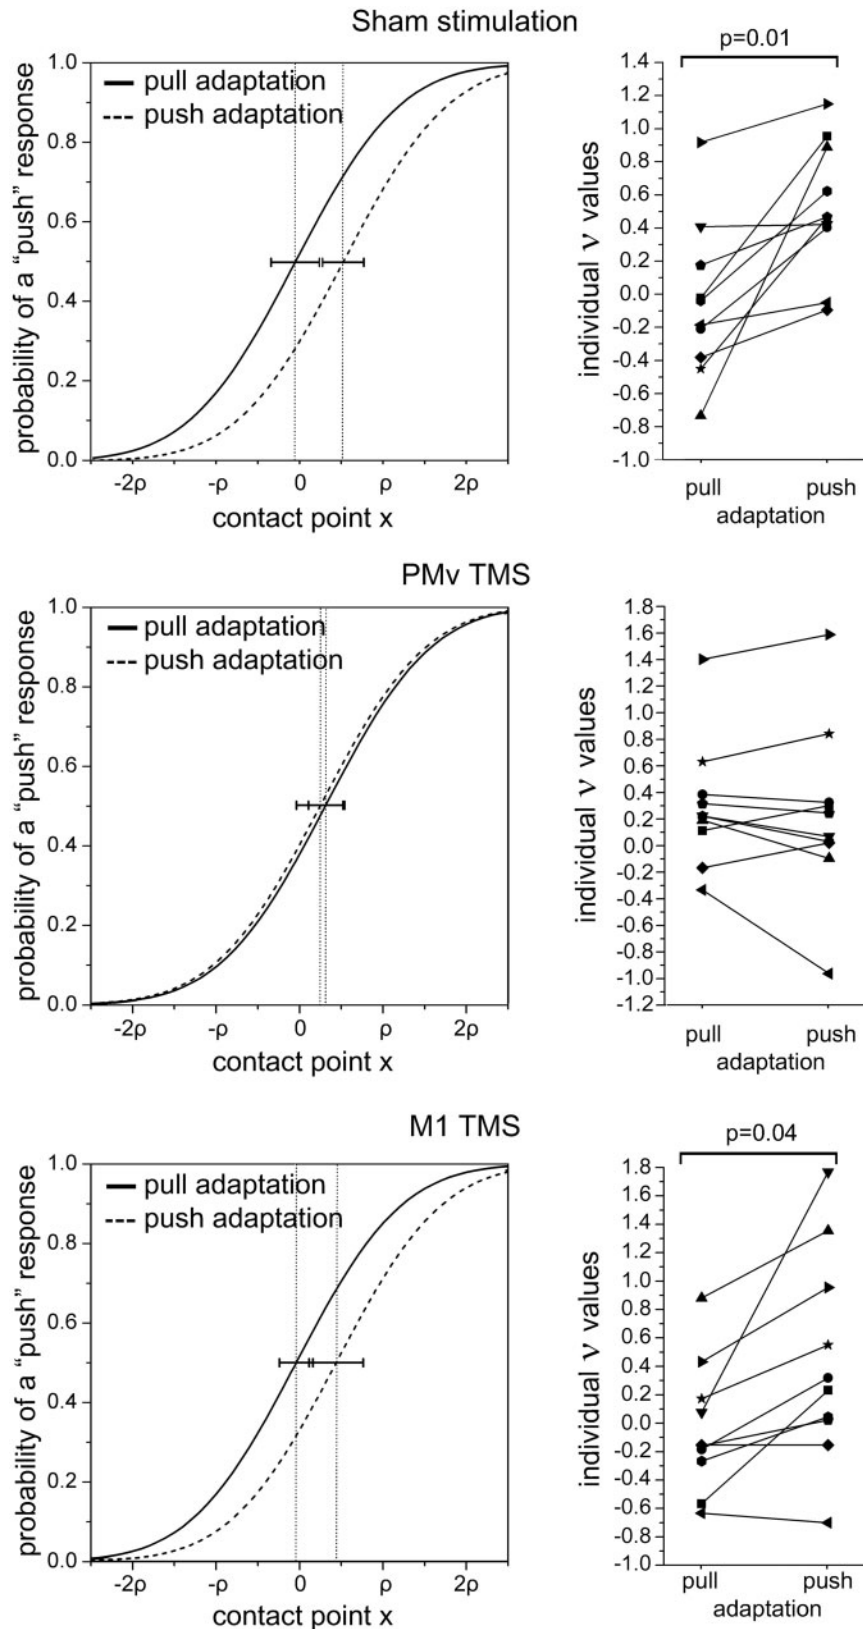 Sham stimulation
probability of a “push” response
1.0
0.8
0.6
0.4
0.2
0.0
pull adaptation
push adaptation
-2ρ -ρ 0 ρ 2ρ
contact point x
p=0.01
individual ν values
1.4
1.2
1.0
0.8
0.6
0.4
0.2
0.0
-0.2
-0.4
-0.6
-0.8
-1.0
pull push
adaptation
PMv TMS
probability of a “push” response
1.0
0.8
0.6
0.4
0.2
0.0
pull adaptation
push adaptation
-2ρ -ρ 0 ρ 2ρ
contact point x
individual ν values
1.8
1.6
1.4
1.2
1.0
0.8
0.6
0.4
0.2
0.0
-0.2
-0.4
-0.6
-0.8
-1.0
-1.2
pull push
adaptation
M1 TMS
probability of a “push” response
1.0
0.8
0.6
0.4
0.2
0.0
pull adaptation
push adaptation
-2ρ -ρ 0 ρ 2ρ
contact point x
p=0.04
individual ν values
1.8
1.6
1.4
1.2
1.0
0.8
0.6
0.4
0.2
0.0
-0.2
-0.4
-0.6
-0.8
-1.0
pull push
adaptation